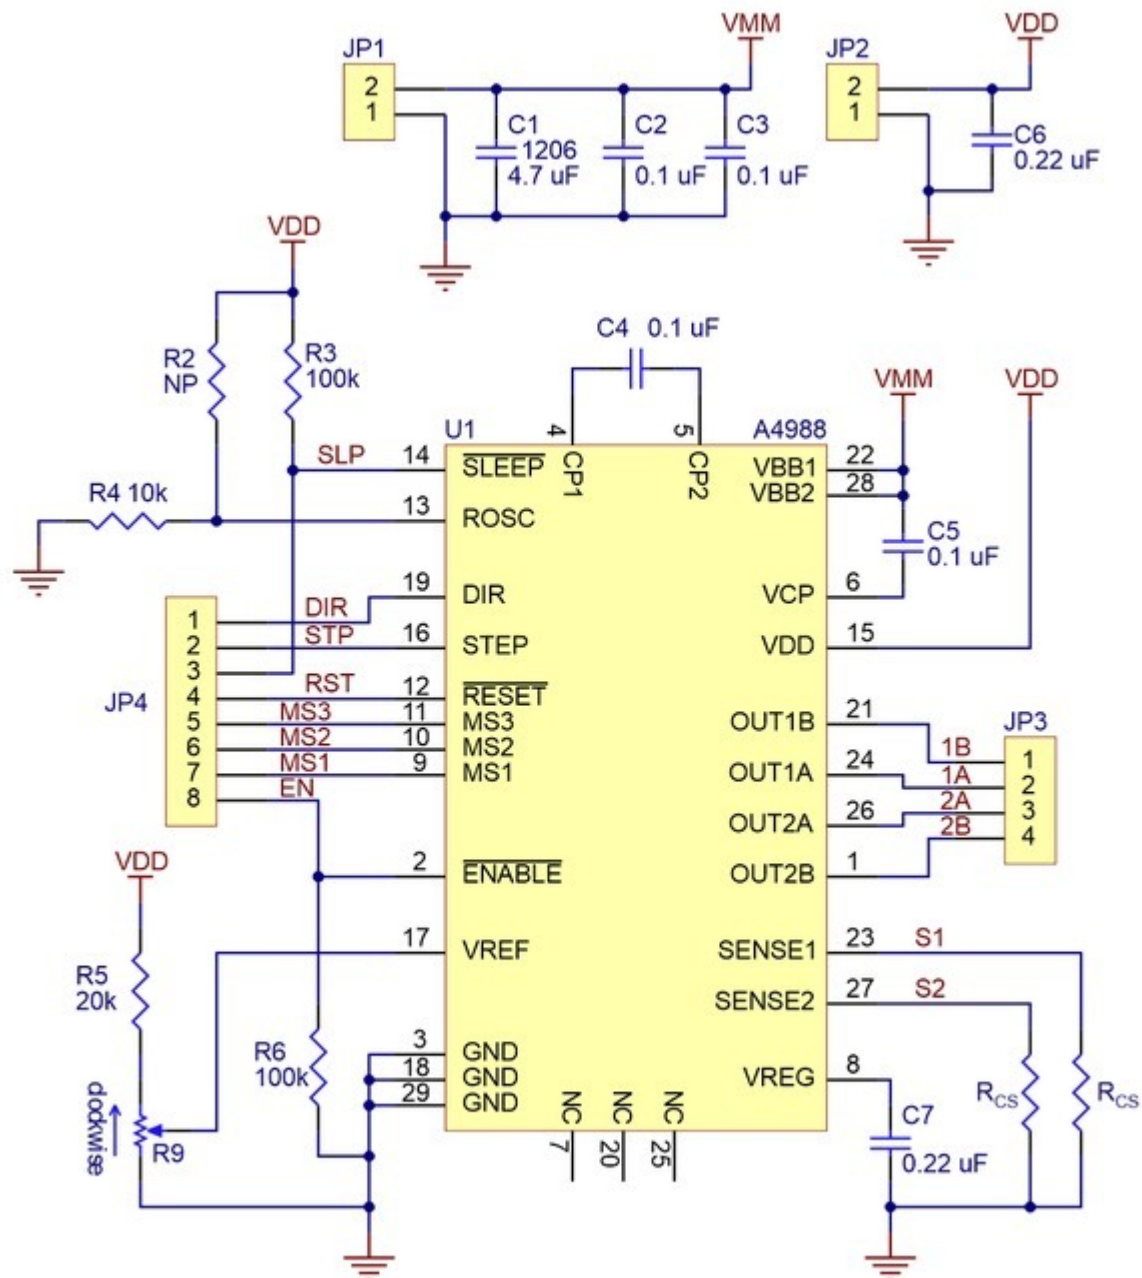 VMM
VDD
JP1
JP2
2
1
2
1
C1
1206
4.7 uF
C2
0.1 uF
C3
0.1 uF
C6
0.22 uF
VDD
R2
NP
R3
100k
C4 0.1 uF
VMM
VDD
U1
A4988
4
5
CP1
CP2
SLP
14
SLEEP
VBB1
22
VBB2
28
R4 10k
13
ROSC
C5
0.1 uF
19
DIR
VCP
6
JP4
1
2
3
4
5
6
7
8
DIR
STP
16
STEP
VDD
15
RST
12
RESET
MS3
11
MS3
MS2
10
MS2
MS1
9
MS1
EN
OUT1B
21
OUT1A
24
OUT2A
26
OUT2B
1
1B
1A
2A
2B
JP3
1
2
3
4
VDD
2
ENABLE
17
VREF
SENSE1
23
S1
SENSE2
27
S2
R5
20k
R6
100k
3
GND
18
GND
29
GND
VREG
8
RCS
RCS
clockwise
R9
NC
7
NC
20
NC
25
C7
0.22 uF